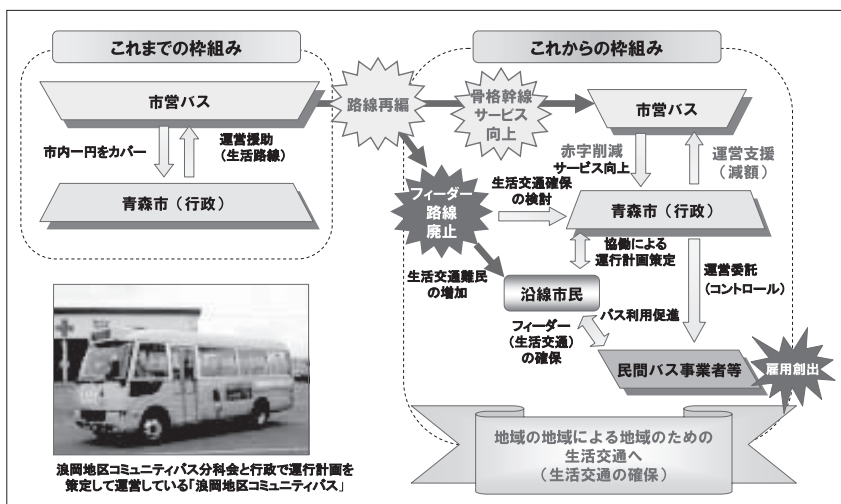 これまでの枠組み
市営バス
市内一円をカバー
運営援助
(生活路線)
青森市(行政)
浪岡地区コミュニティバス分科会と行政で運行計画を
策定して運営している「浪岡地区コミュニティバス」
これからの枠組み
路線再編
骨格幹線
サービス
向上
市営バス
赤字削減
サービス向上
運営支援
(減額)
フィーダー
路線
廃止
生活交通確保
の検討
青森市(行政)
生活交通難民
の増加
協働による
運行計画策定
運営委託
(コントロール)
沿線市民
フィーダー
(生活交通)
の確保
バス利用促進
民間バス事業者等
雇用創出
地域の地域による地域のための
生活交通へ
(生活交通の確保)